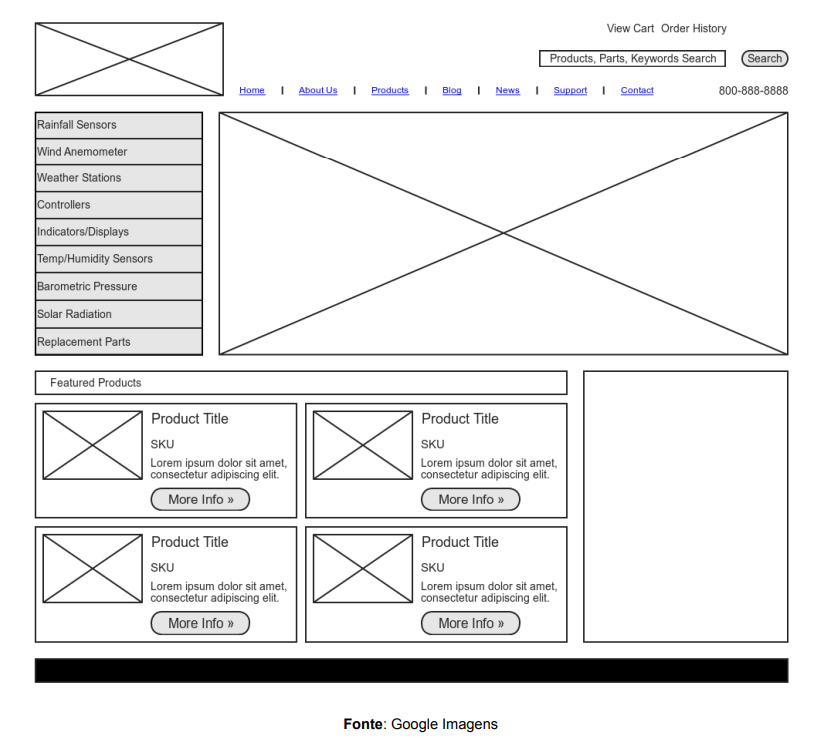 View Cart Order History
Products, Parts, Keywords Search
Search
Home | About Us | Products | Blog | News | Support | Contact
800-888-8888
Rainfall Sensors
Wind Anemometer
Weather Stations
Controllers
Indicators/Displays
Temp/Humidity Sensors
Barometric Pressure
Solar Radiation
Replacement Parts
Featured Products
Product Title
SKU
Lorem ipsum dolor sit amet,
consectetur adipiscing elit.
More Info »
Product Title
SKU
Lorem ipsum dolor sit amet,
consectetur adipiscing elit.
More Info »
Product Title
SKU
Lorem ipsum dolor sit amet,
consectetur adipiscing elit.
More Info »
Product Title
SKU
Lorem ipsum dolor sit amet,
consectetur adipiscing elit.
More Info »
Fonte: Google Imagens